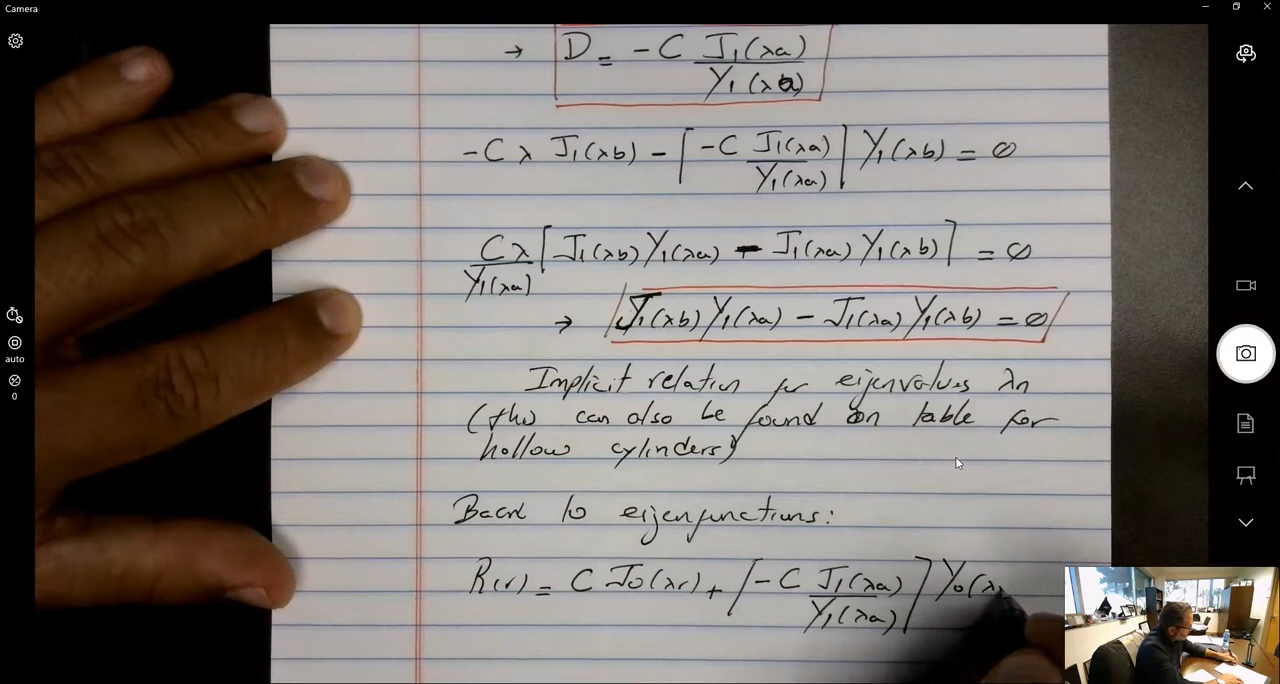 Camera
→ D = -C J₁(λa) / Y₁(λa)
-Cλ J₁(λb) - [-C J₁(λa) / Y₁(λa)] Y₁(λb) = 0
Cλ / Y₁(λa) [J₁(λb) Y₁(λa) - J₁(λa) Y₁(λb)] = 0
→ J₁(λb) Y₁(λa) - J₁(λa) Y₁(λb) = 0
Implicit relation for eigenvalues λn
(this can also be found on table for
hollow cylinders)
Back to eigenfunctions:
R(r) = C J₀(λr) + [-C J₁(λa) / Y₁(λa)] Y₀(λ
auto
0